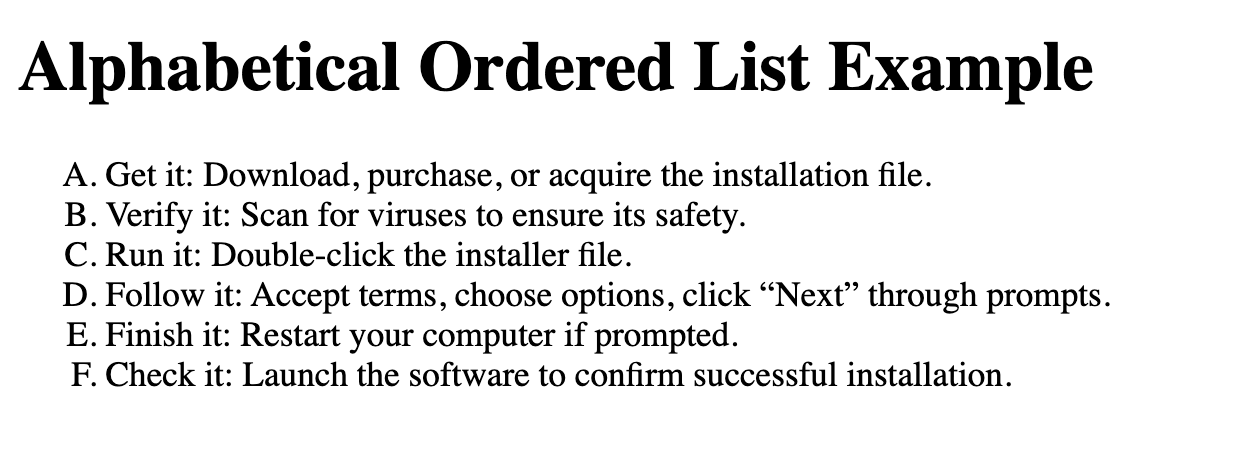 Alphabetical Ordered List Example
A. Get it: Download, purchase, or acquire the installation file.
B. Verify it: Scan for viruses to ensure its safety.
C. Run it: Double-click the installer file.
D. Follow it: Accept terms, choose options, click “Next” through prompts.
E. Finish it: Restart your computer if prompted.
F. Check it: Launch the software to confirm successful installation.